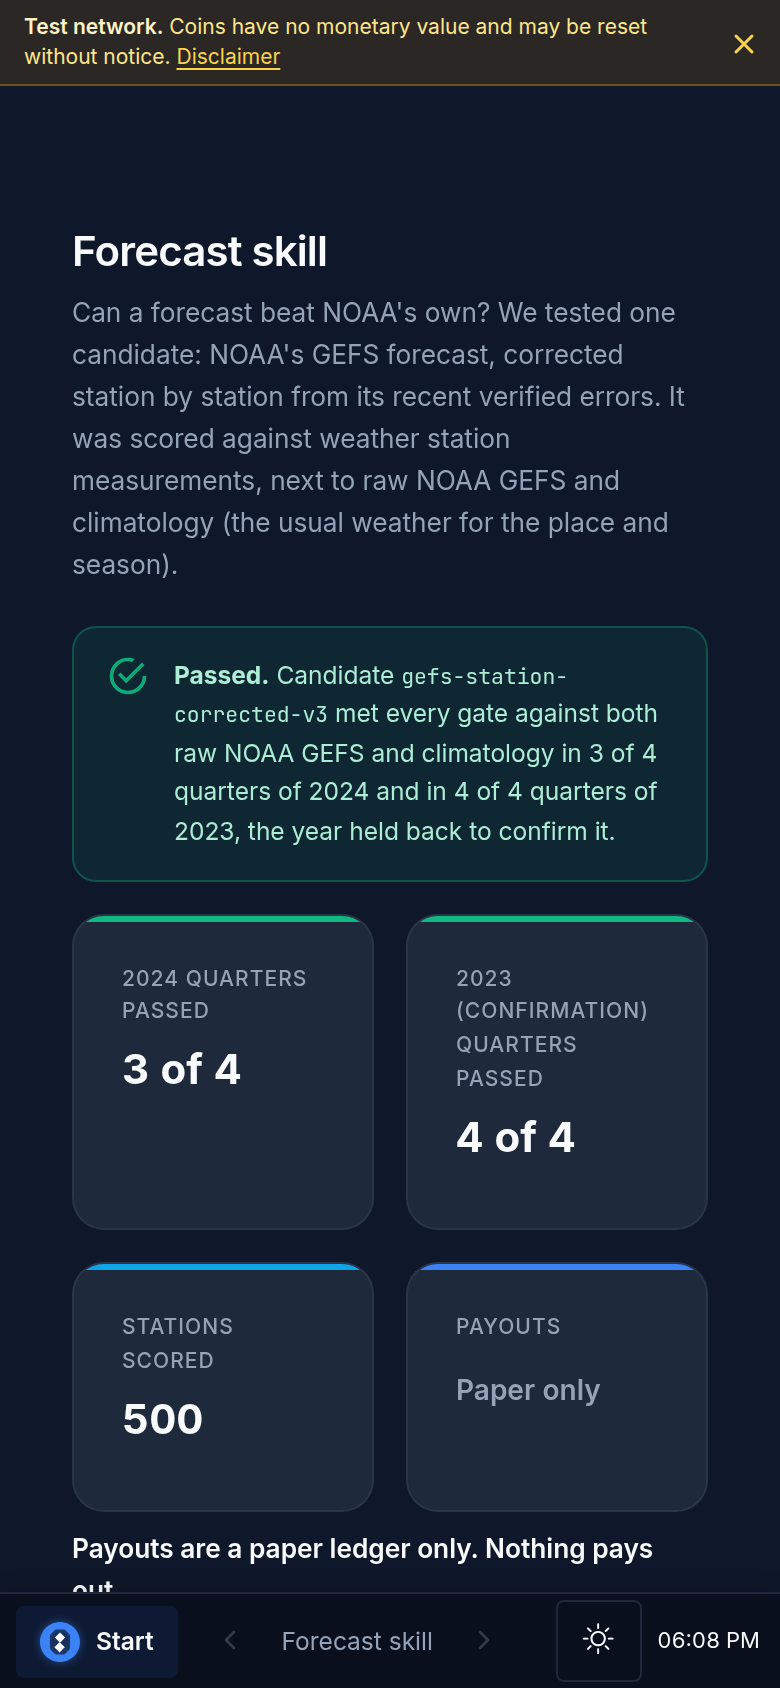 Test network. Coins have no monetary value and may be reset
without notice. Disclaimer
Forecast skill
Can a forecast beat NOAA's own? We tested one
candidate: NOAA's GEFS forecast, corrected
station by station from its recent verified errors. It
was scored against weather station
measurements, next to raw NOAA GEFS and
climatology (the usual weather for the place and
season).
Passed. Candidate gefs-station-
corrected-v3 met every gate against both
raw NOAA GEFS and climatology in 3 of 4
quarters of 2024 and in 4 of 4 quarters of
2023, the year held back to confirm it.
2024 QUARTERS
PASSED
3 of 4
2023
(CONFIRMATION)
QUARTERS
PASSED
4 of 4
STATIONS
SCORED
500
PAYOUTS
Paper only
Payouts are a paper ledger only. Nothing pays
out
Start
Forecast skill
06:08 PM